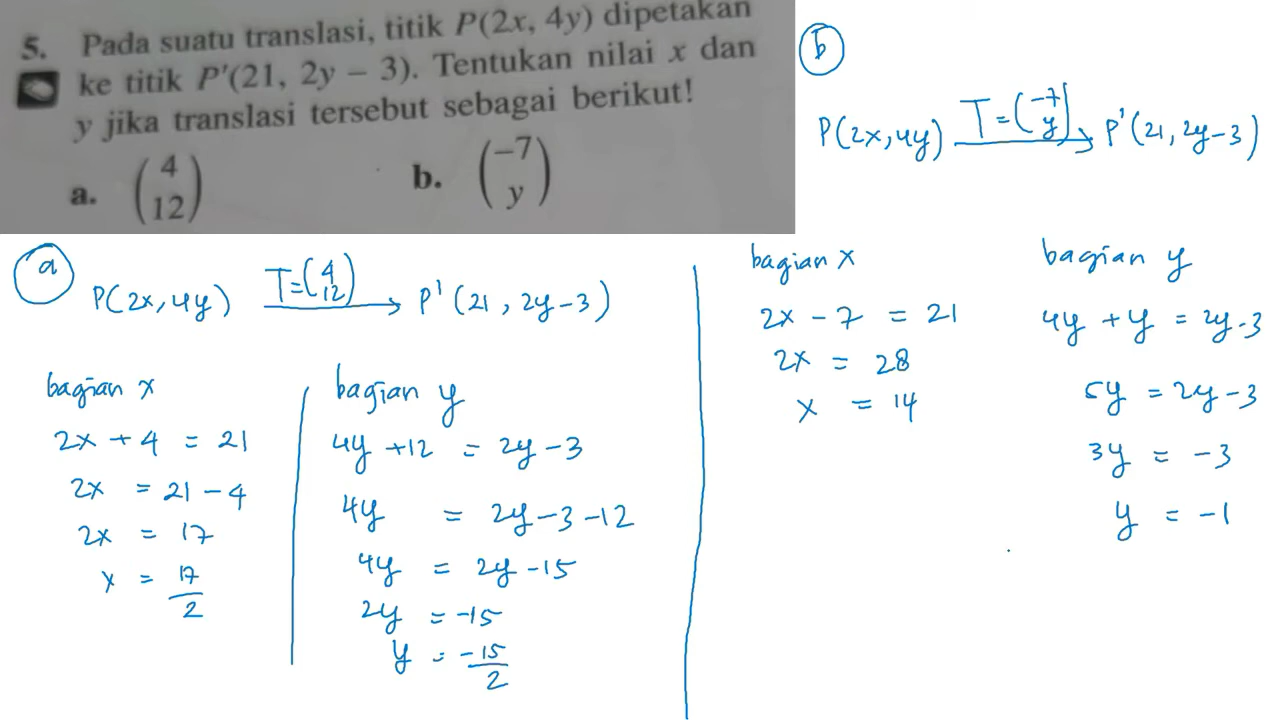 5. Pada suatu translasi, titik P(2x, 4y) dipetakan
ke titik P'(21, 2y – 3). Tentukan nilai x dan
y jika translasi tersebut sebagai berikut!
a. (4 12) b. (–7 y)
a
P(2x, 4y) T=(4 12) → P'(21, 2y–3)
bagian x
2x + 4 = 21
2x = 21 – 4
2x = 17
x = 17/2
bagian y
4y + 12 = 2y – 3
4y = 2y – 3 – 12
4y = 2y – 15
2y = –15
y = –15/2
b
P(2x, 4y) T=(–7 y) → P'(21, 2y–3)
bagian x
2x – 7 = 21
2x = 28
x = 14
bagian y
4y + y = 2y – 3
5y = 2y – 3
3y = –3
y = –1